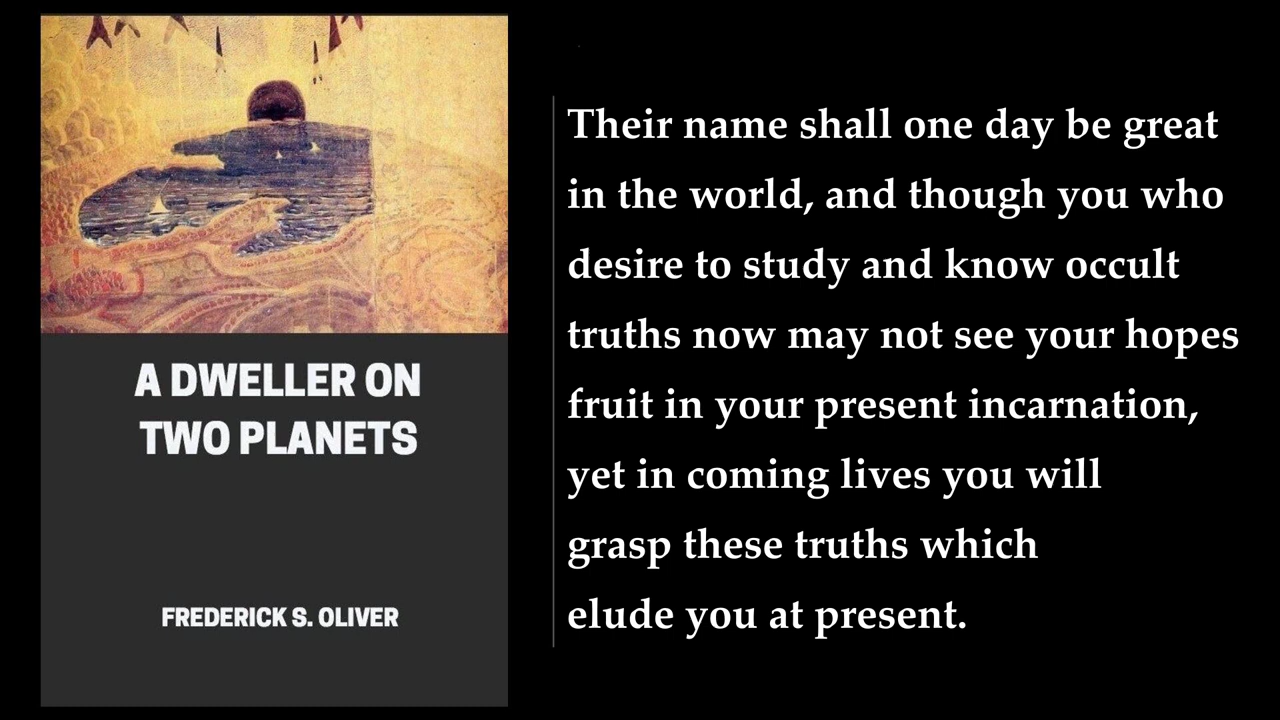 A DWELLER ON
TWO PLANETS
FREDERICK S. OLIVER
Their name shall one day be great
in the world, and though you who
desire to study and know occult
truths now may not see your hopes
fruit in your present incarnation,
yet in coming lives you will
grasp these truths which
elude you at present.